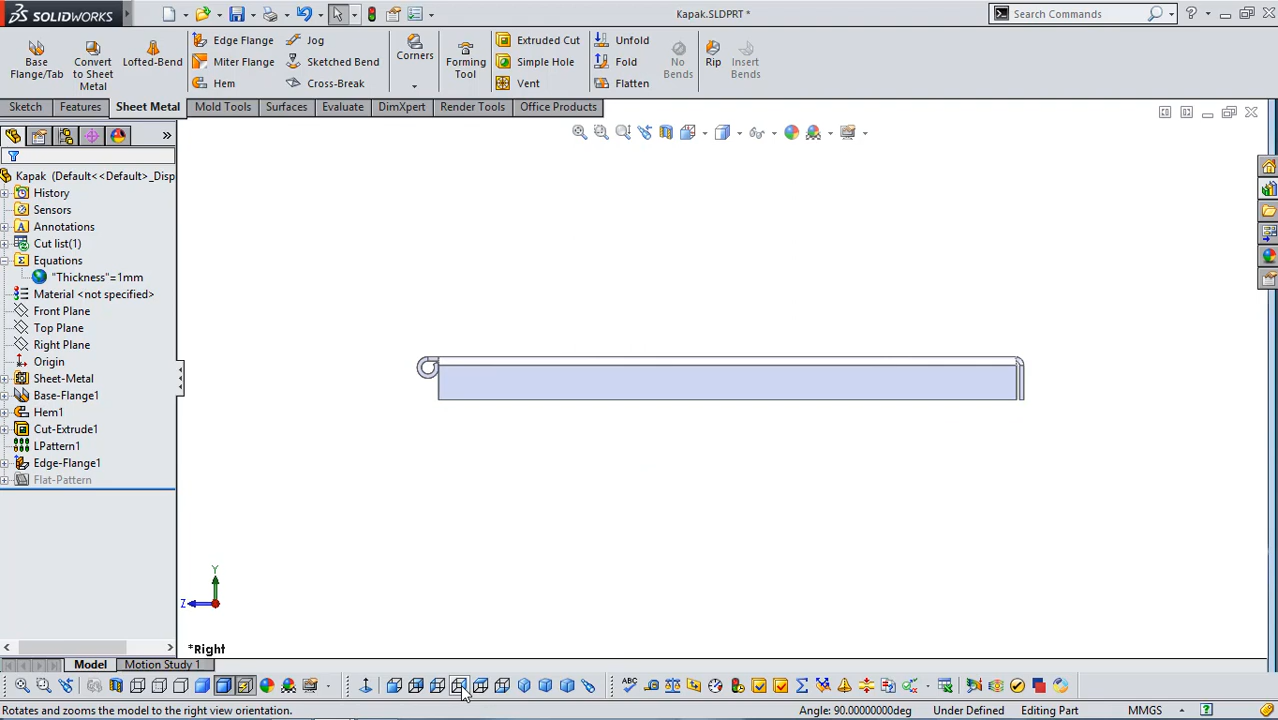 SOLIDWORKS
Kapak.SLDPRT *
Search Commands
Base Flange/Tab
Convert to Sheet Metal
Lofted-Bend
Edge Flange
Miter Flange
Hem
Jog
Sketched Bend
Cross-Break
Corners
Forming Tool
Extruded Cut
Simple Hole
Vent
Unfold
Fold
Flatten
No Bends
Rip
Insert Bends
Sketch
Features
Sheet Metal
Mold Tools
Surfaces
Evaluate
DimXpert
Render Tools
Office Products
Kapak (Default<<Default>_Disp
History
Sensors
Annotations
Cut list(1)
Equations
"Thickness"=1mm
Material <not specified>
Front Plane
Top Plane
Right Plane
Origin
Sheet-Metal
Base-Flange1
Hem1
Cut-Extrude1
LPattern1
Edge-Flange1
Flat-Pattern
Y
Z
*Right
Model
Motion Study 1
ABC
Rotates and zooms the model to the right view orientation.
Angle: 90.00000000deg
Under Defined
Editing Part
MMGS